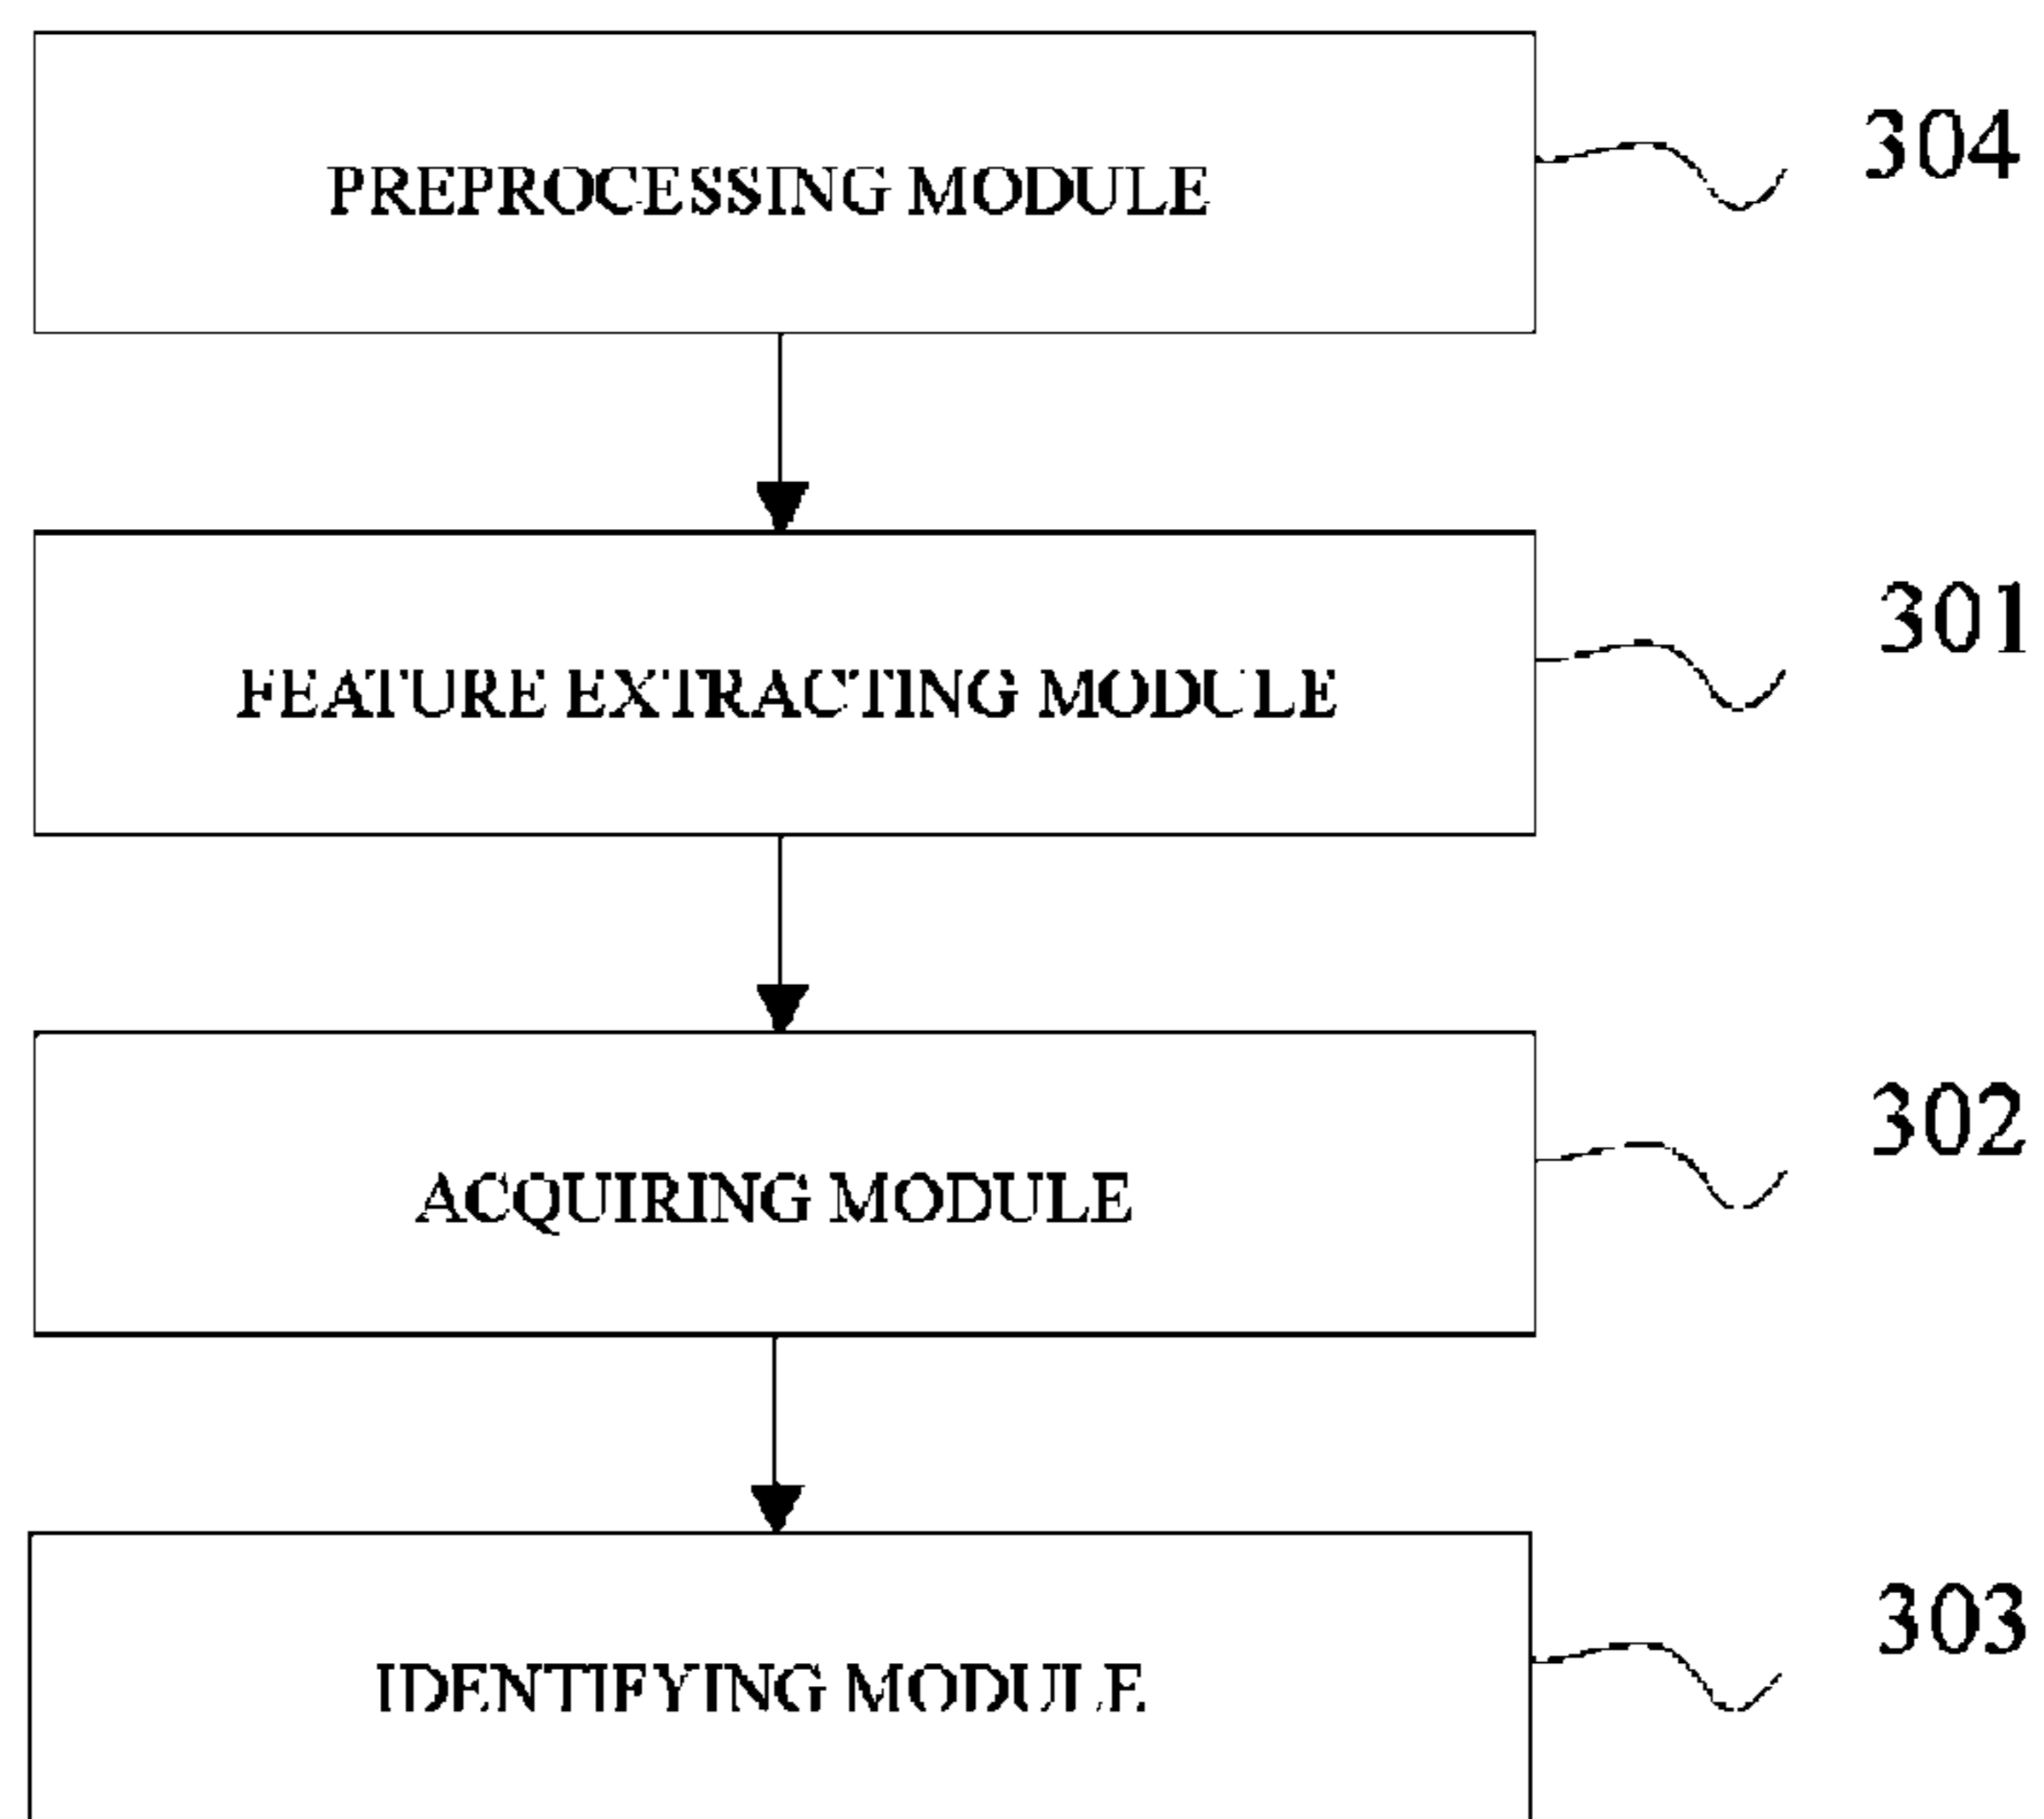 PREPROCESSING MODULE
304
FEATURE EXTRACTING MODULE
301
ACQUIRING MODULE
302
IDENTIFYING MODULE
303